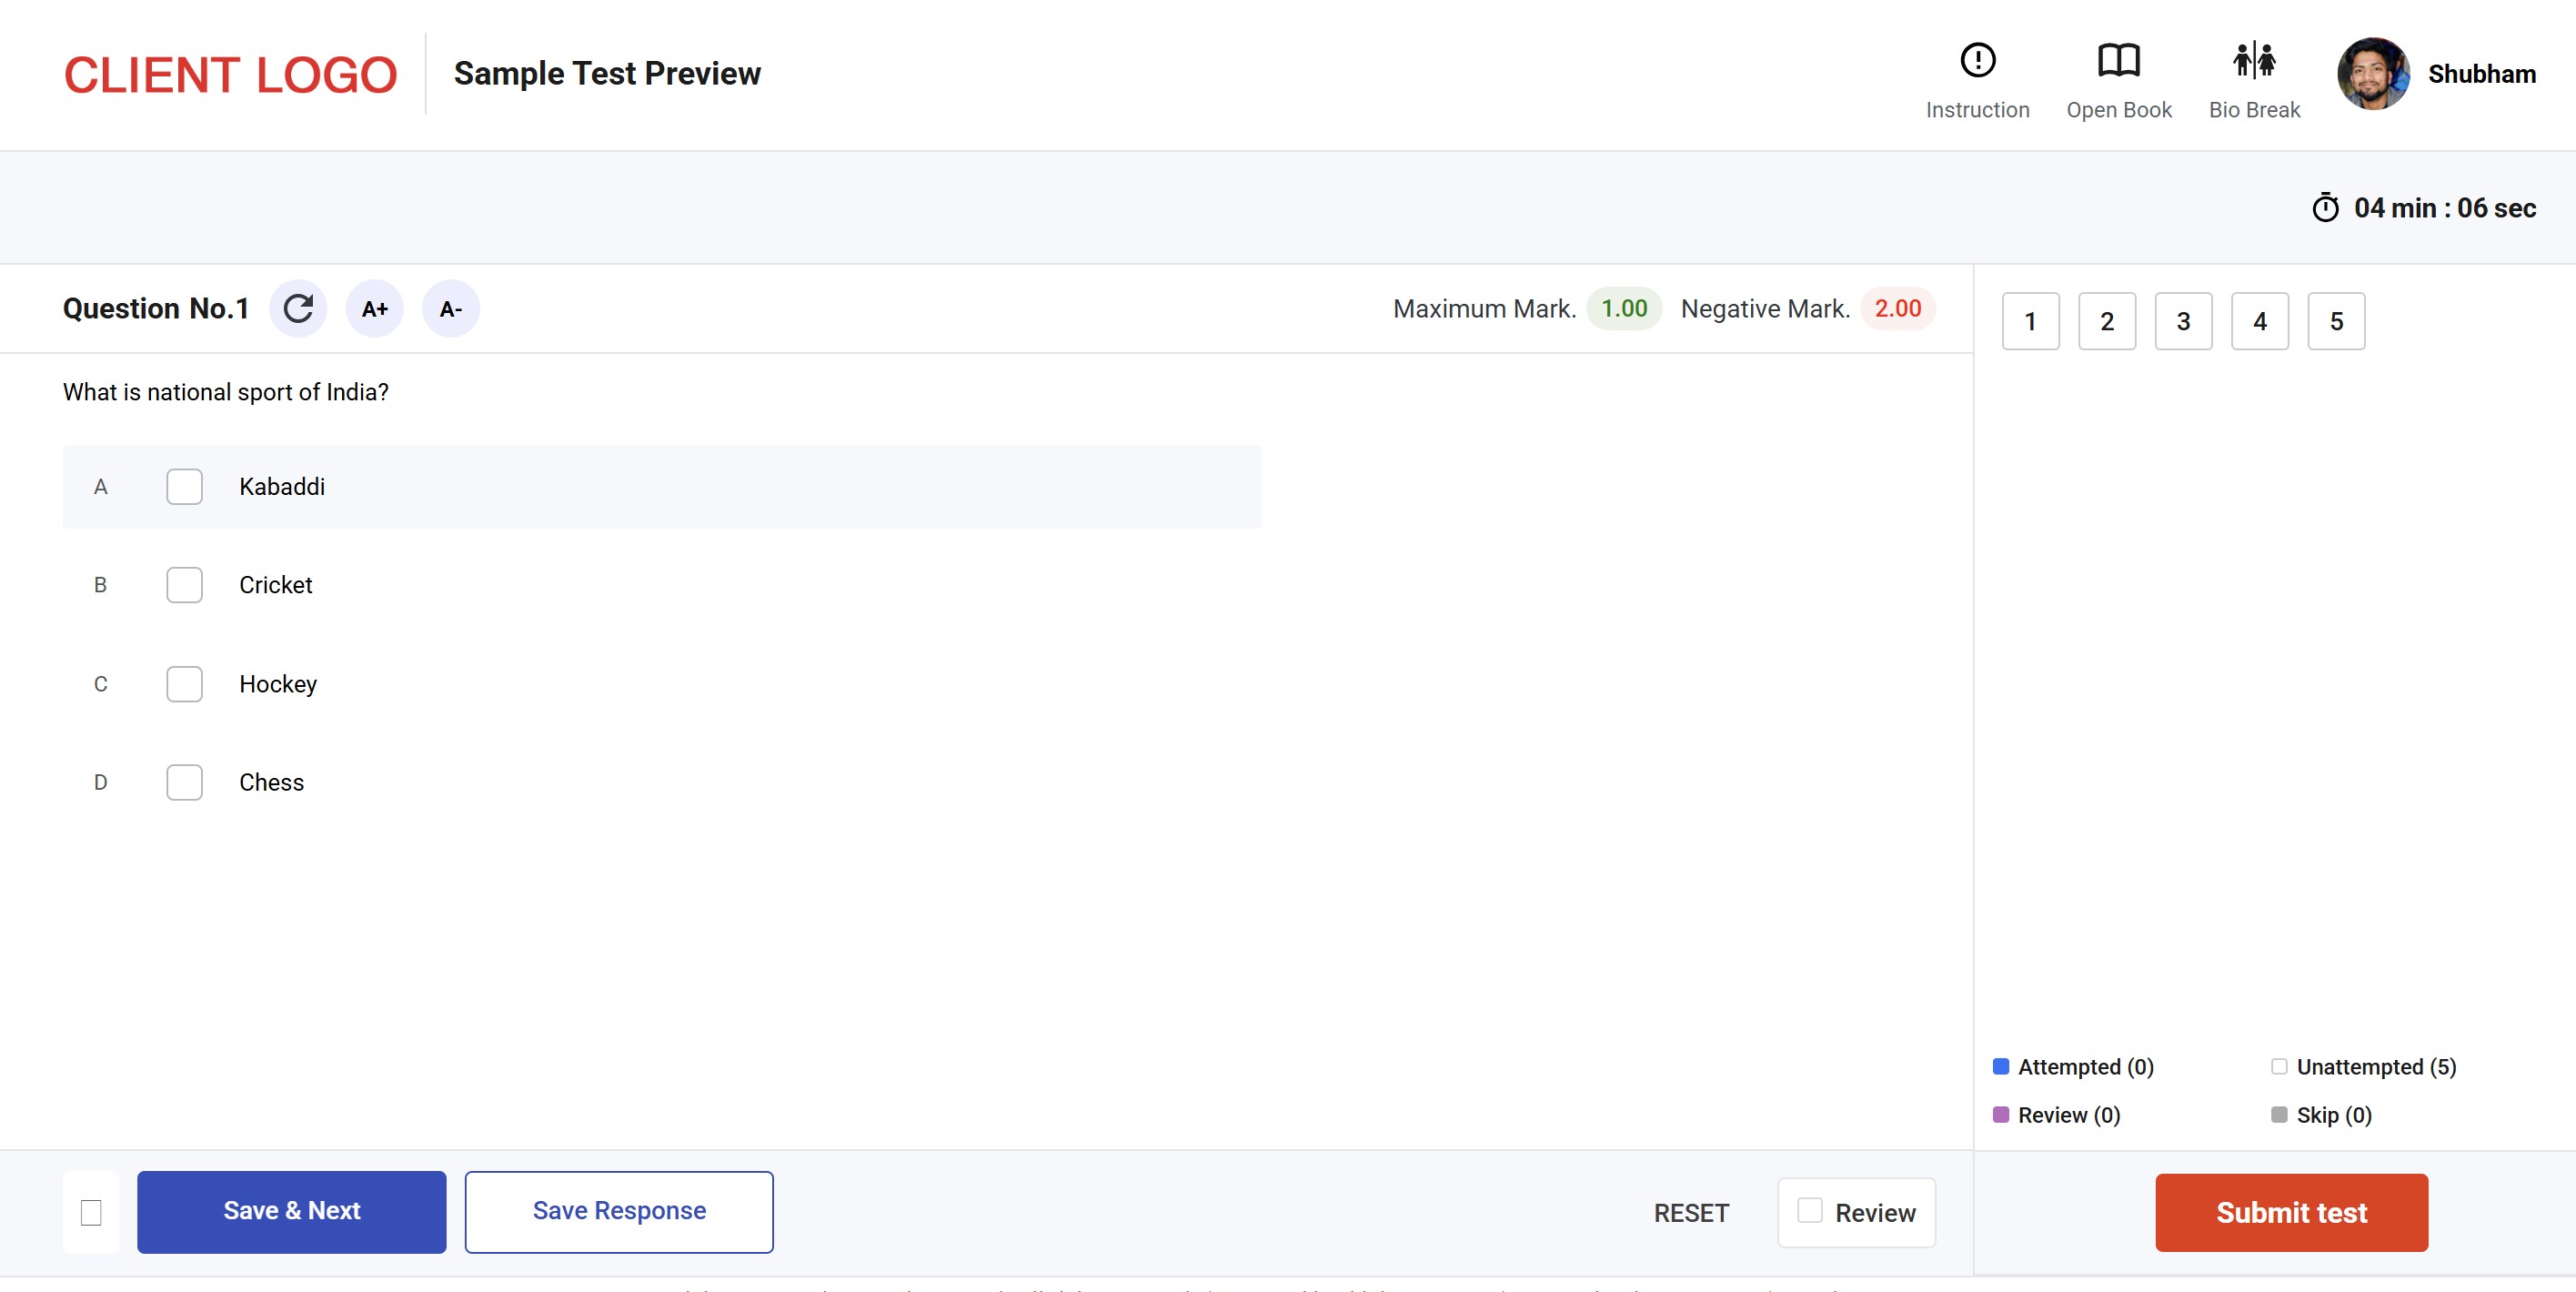 CLIENT LOGO
Sample Test Preview
Instruction
Open Book
Bio Break
Shubham
04 min : 06 sec
Question No.1
A+
A-
Maximum Mark. 1.00 Negative Mark. 2.00
1 2 3 4 5
What is national sport of India?
A Kabaddi
B Cricket
C Hockey
D Chess
Attempted (0)
Unattempted (5)
Review (0)
Skip (0)
Save & Next
Save Response
RESET
Review
Submit test